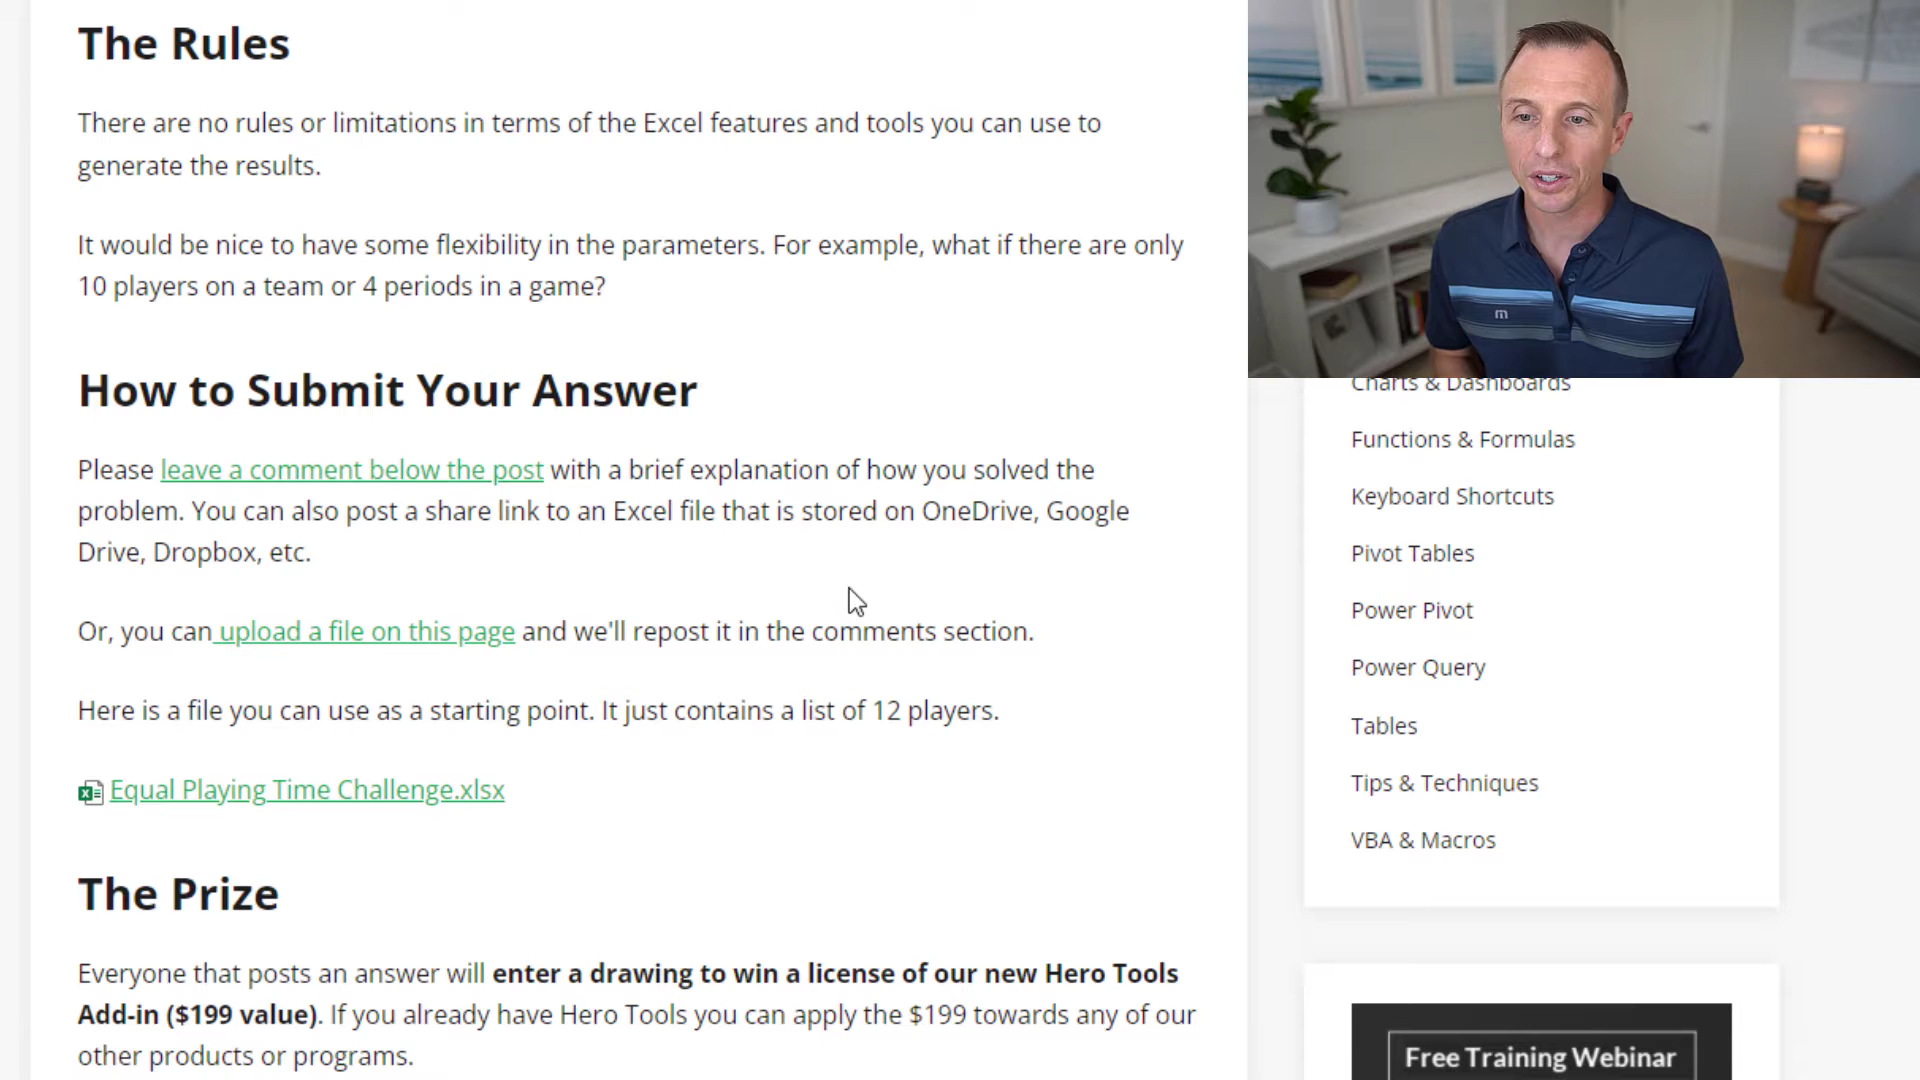 The Rules
There are no rules or limitations in terms of the Excel features and tools you can use to
generate the results.
It would be nice to have some flexibility in the parameters. For example, what if there are only
10 players on a team or 4 periods in a game?
How to Submit Your Answer
Please leave a comment below the post with a brief explanation of how you solved the
problem. You can also post a share link to an Excel file that is stored on OneDrive, Google
Drive, Dropbox, etc.
Or, you can upload a file on this page and we'll repost it in the comments section.
Here is a file you can use as a starting point. It just contains a list of 12 players.
Equal Playing Time Challenge.xlsx
The Prize
Everyone that posts an answer will enter a drawing to win a license of our new Hero Tools
Add-in ($199 value). If you already have Hero Tools you can apply the $199 towards any of our
other products or programs.
Charts & Dashboards
Functions & Formulas
Keyboard Shortcuts
Pivot Tables
Power Pivot
Power Query
Tables
Tips & Techniques
VBA & Macros
Free Training Webinar